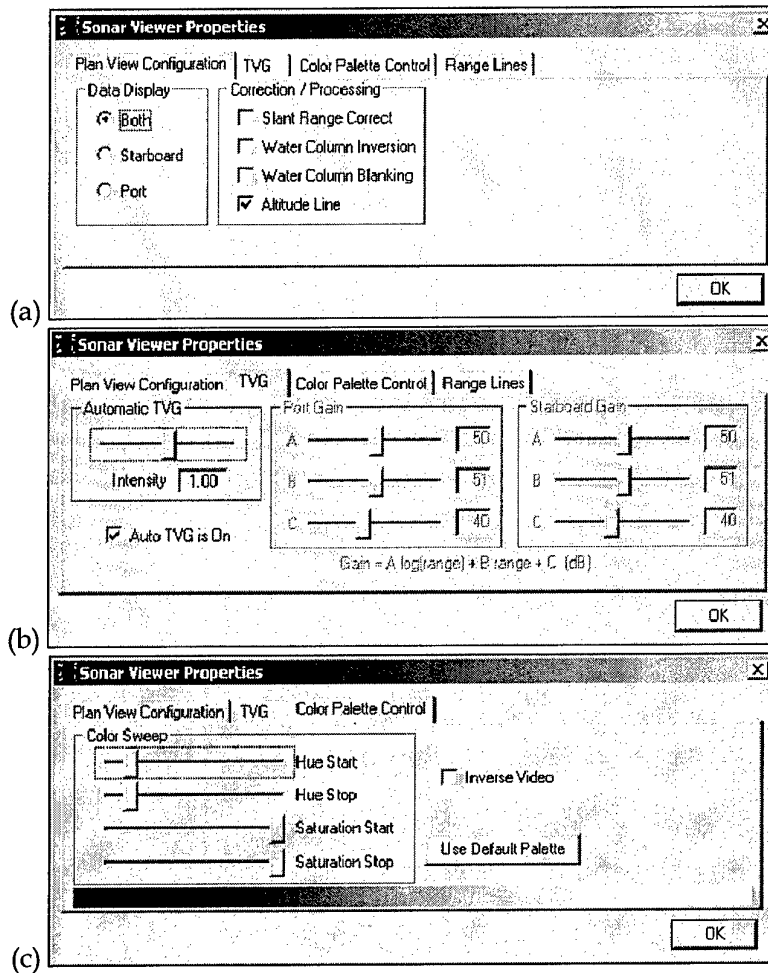 Sonar Viewer Properties
Plan View Configuration TVG Color Palette Control Range Lines
Data Display
Both
Starboard
Port
Correction / Processing
Slant Range Correct
Water Column Inversion
Water Column Blanking
Altitude Line
OK
(a)
Sonar Viewer Properties
Plan View Configuration TVG Color Palette Control Range Lines
Automatic TVG
Intensity 1.00
Auto TVG is On
Port Gain
A 50
B 51
C 40
Starboard Gain
A 50
B 51
C 40
Gain = A log(range) + B range + C (dB)
OK
(b)
Sonar Viewer Properties
Plan View Configuration TVG Color Palette Control
Color Sweep
Hue Start
Hue Stop
Saturation Start
Saturation Stop
Inverse Video
Use Default Palette
OK
(c)